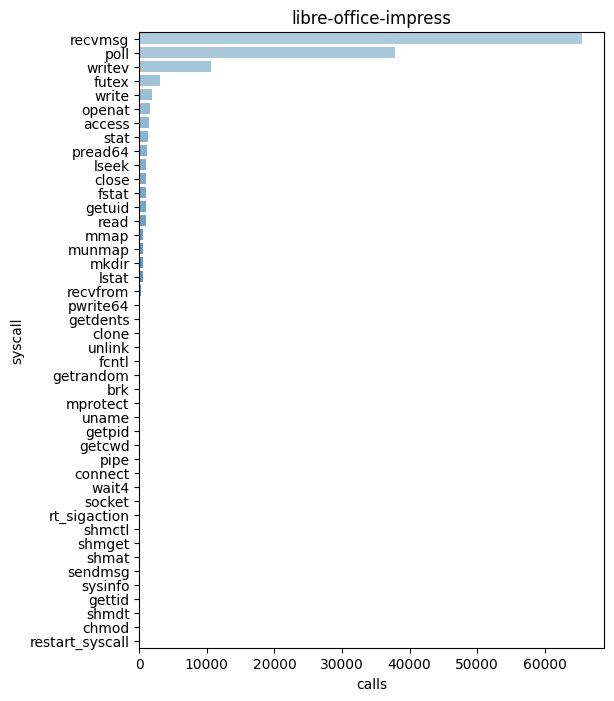 libre-office-impress
recvmsg
poll
writev
futex
write
openat
access
stat
pread64
lseek
close
fstat
getuid
read
mmap
munmap
mkdir
lstat
recvfrom
pwrite64
getdents
clone
unlink
fcntl
getrandom
brk
mprotect
uname
getpid
getcwd
pipe
connect
wait4
socket
rt_sigaction
shmctl
shmget
shmat
sendmsg
sysinfo
gettid
shmdt
chmod
restart_syscall
syscall
0 10000 20000 30000 40000 50000 60000
calls